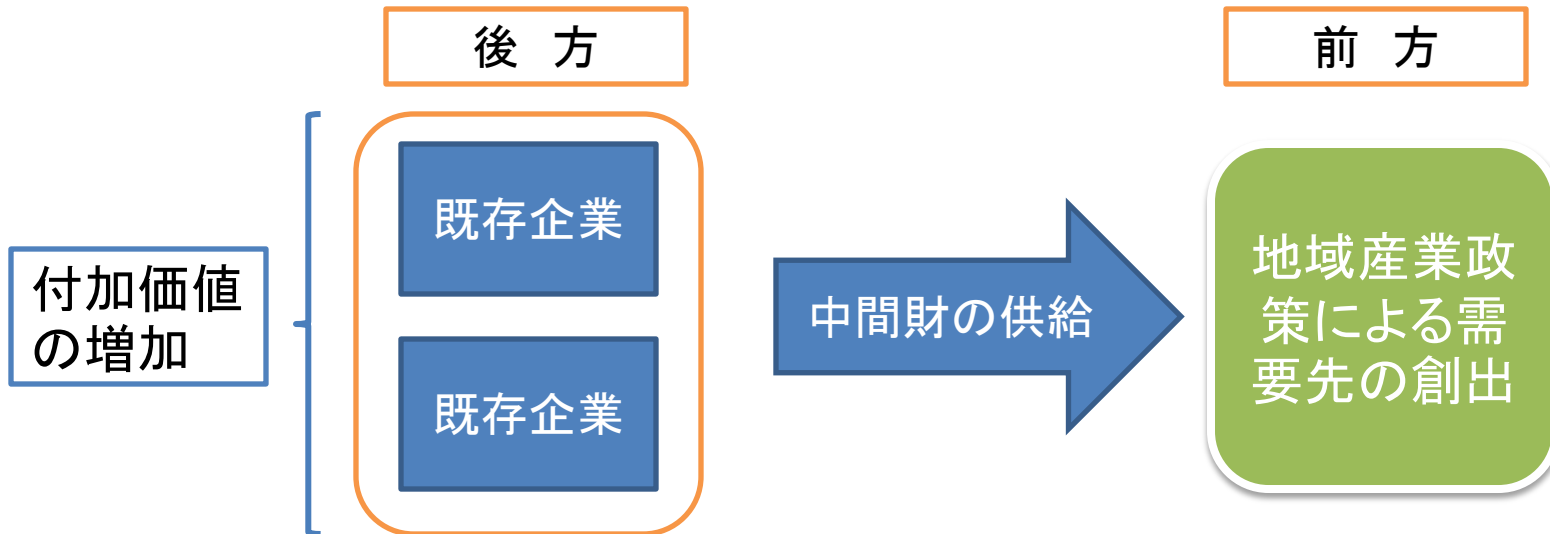 後 方
前 方
既存企業
付加価値
の増加
既存企業
中間財の供給
地域産業政
策による需
要先の創出